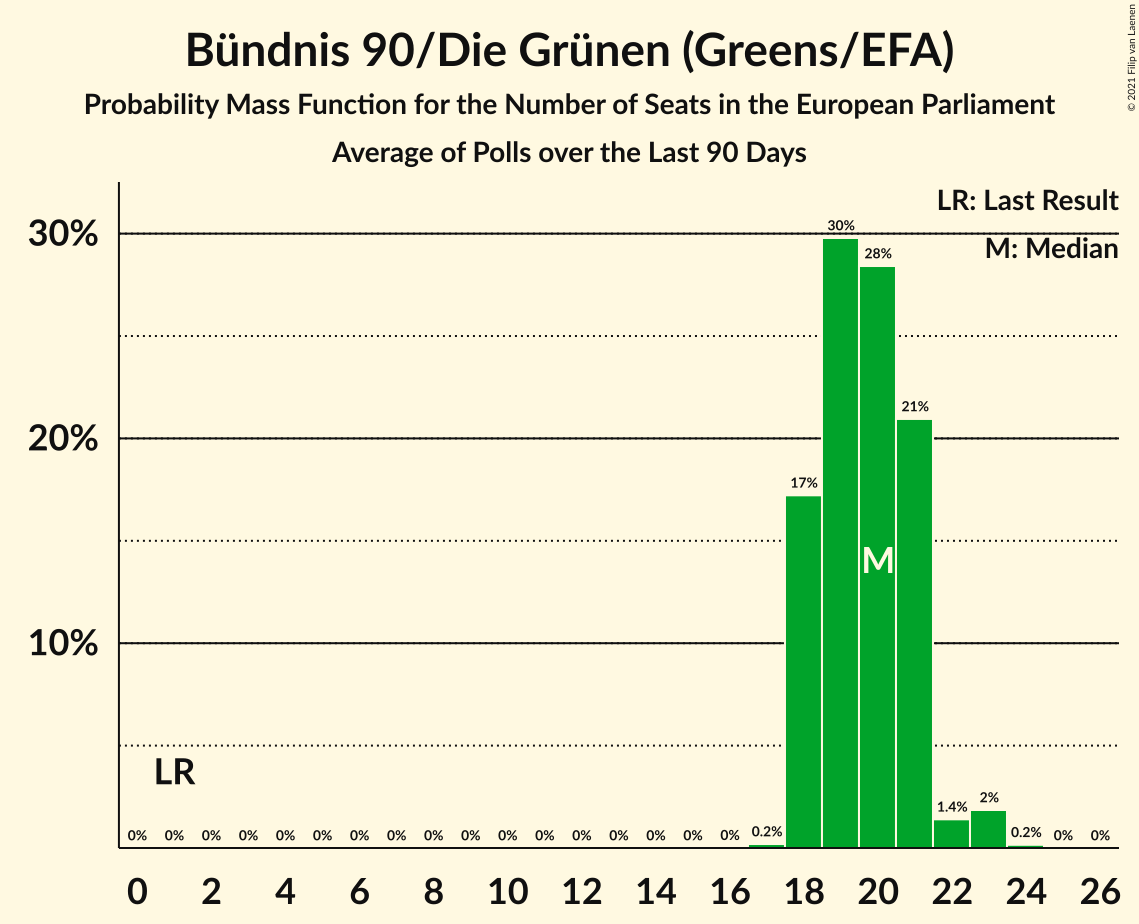 Bündnis 90/Die Grünen (Greens/EFA)
Probability Mass Function for the Number of Seats in the European Parliament
Average of Polls over the Last 90 Days
© 2021 Filip van Laenen
LR: Last Result
M: Median
30%
20%
10%
30%
28%
21%
17%
M
LR
0% 0% 0% 0% 0% 0% 0% 0% 0% 0% 0% 0% 0% 0% 0% 0% 0% 0.2% 1.4% 2% 0.2% 0% 0%
0 2 4 6 8 10 12 14 16 18 20 22 24 26